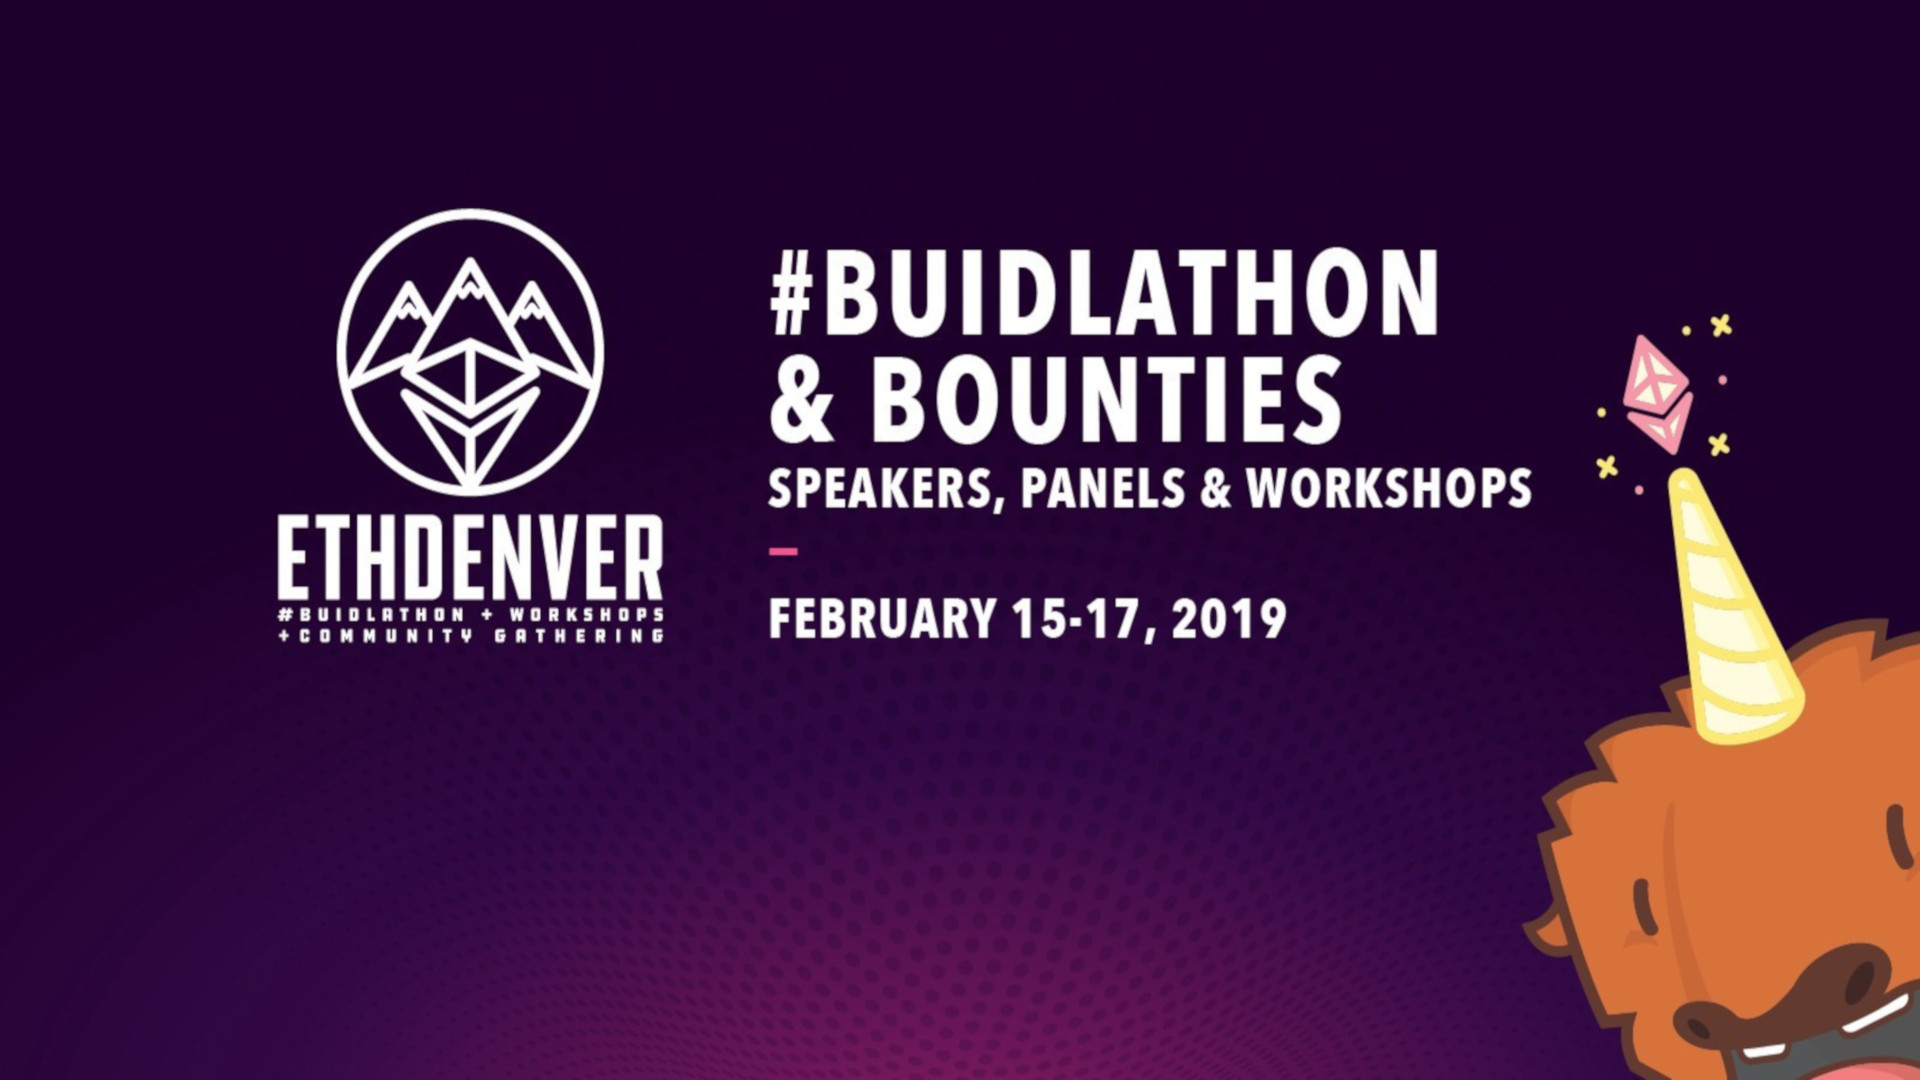 ETHDENVER
#BUIDLATHON + WORKSHOPS
+COMMUNITY GATHERING
#BUIDLATHON
& BOUNTIES
SPEAKERS, PANELS & WORKSHOPS
FEBRUARY 15-17, 2019